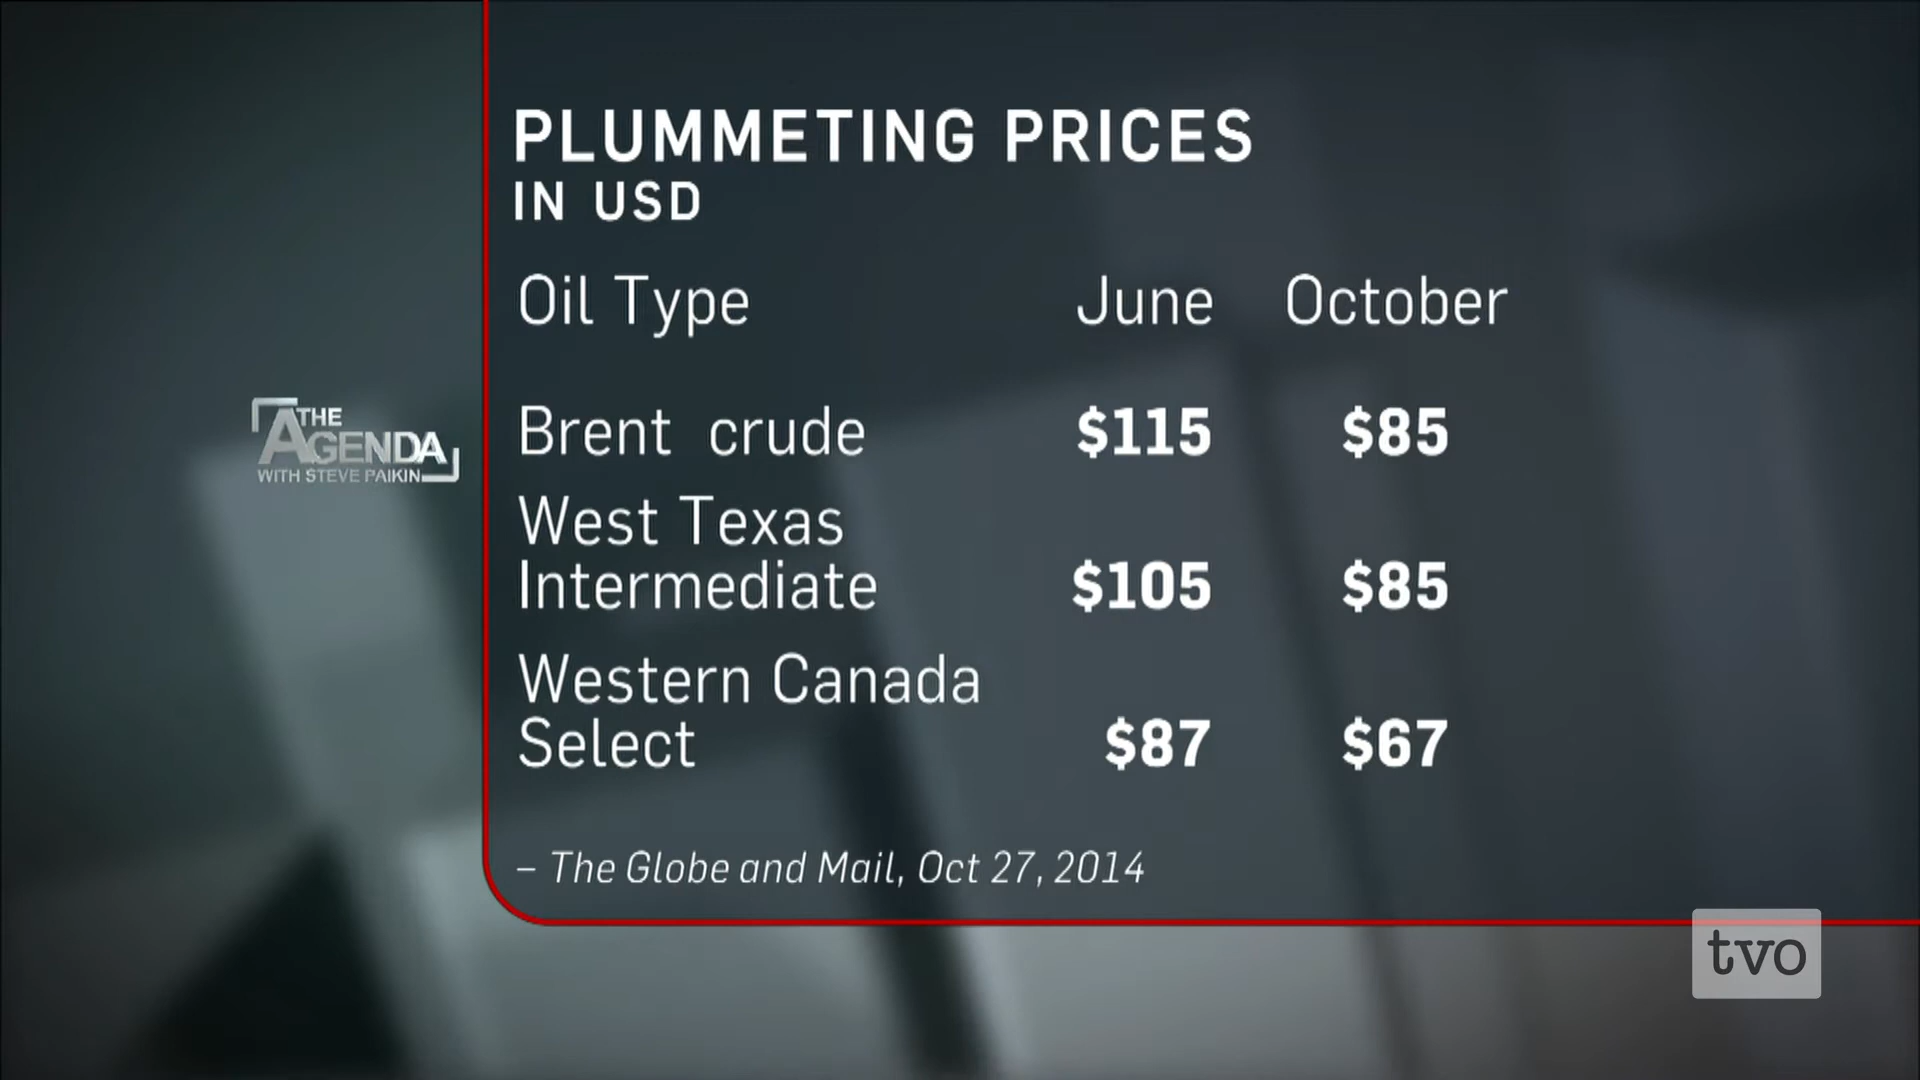 PLUMMETING PRICES
IN USD
Oil Type June October
Brent crude $115 $85
West Texas
Intermediate $105 $85
Western Canada
Select $87 $67
– The Globe and Mail, Oct 27, 2014
THE
AGENDA
WITH STEVE PAIKIN
tvo